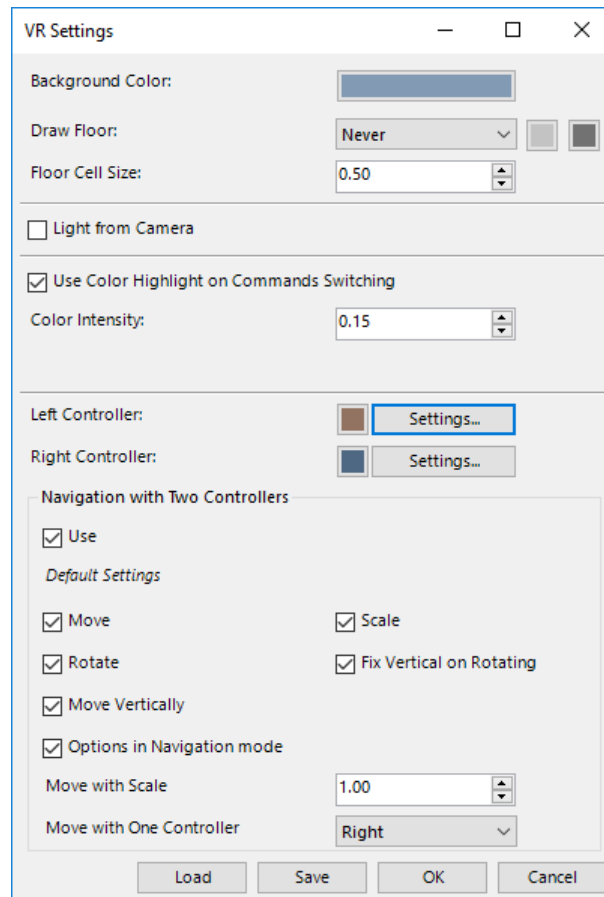 VR Settings
Background Color:
Draw Floor: Never
Floor Cell Size: 0.50
Light from Camera
Use Color Highlight on Commands Switching
Color Intensity: 0.15
Left Controller: Settings...
Right Controller: Settings...
Navigation with Two Controllers
Use
Default Settings
Move Scale
Rotate Fix Vertical on Rotating
Move Vertically
Options in Navigation mode
Move with Scale 1.00
Move with One Controller Right
Load Save OK Cancel